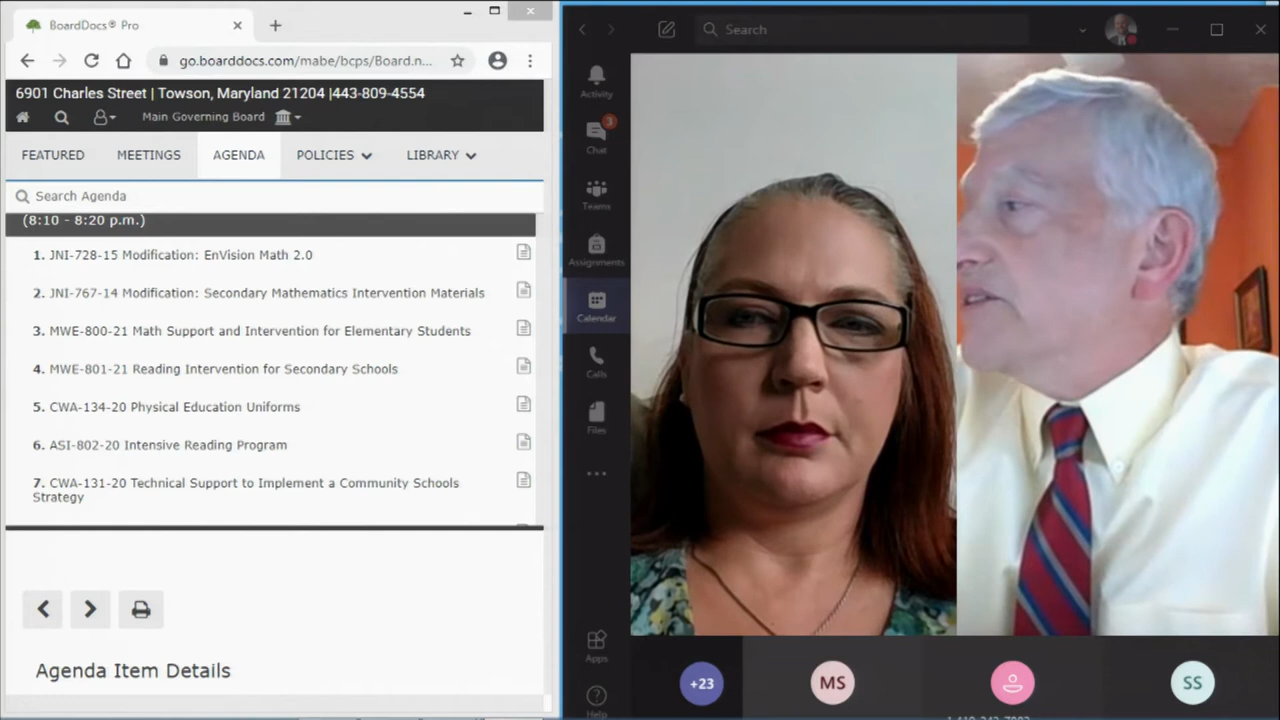 BoardDocs® Pro
go.boarddocs.com/mabe/bcps/Board.n...
6901 Charles Street | Towson, Maryland 21204 |443-809-4554
Main Governing Board
FEATURED MEETINGS AGENDA POLICIES LIBRARY
Search Agenda
(8:10 - 8:20 p.m.)
1. JNI-728-15 Modification: EnVision Math 2.0
2. JNI-767-14 Modification: Secondary Mathematics Intervention Materials
3. MWE-800-21 Math Support and Intervention for Elementary Students
4. MWE-801-21 Reading Intervention for Secondary Schools
5. CWA-134-20 Physical Education Uniforms
6. ASI-802-20 Intensive Reading Program
7. CWA-131-20 Technical Support to Implement a Community Schools
Strategy
Agenda Item Details
Search
Activity
3
Chat
Teams
Assignments
Calendar
Calls
Files
Apps
Help
+23
MS
SS